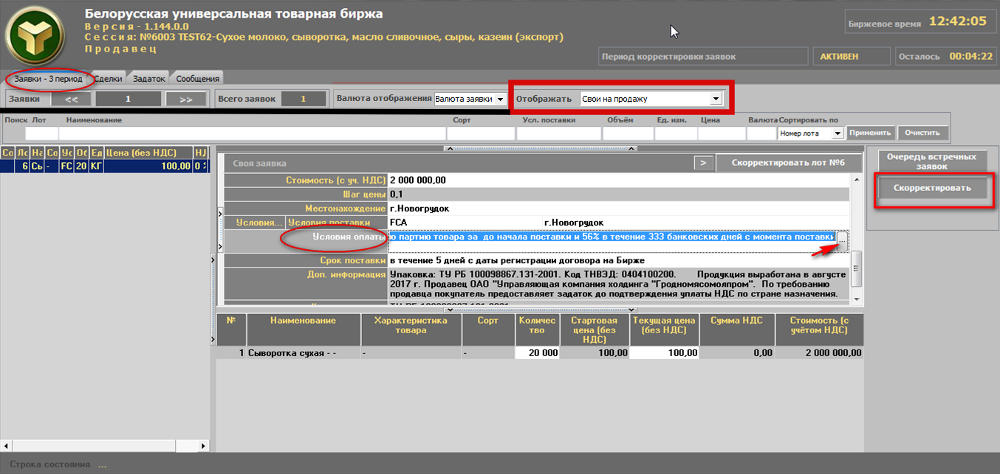 Белорусская универсальная товарная биржа
Версия - 1.144.0.0
Сессия: №6003 TEST62-Сухое молоко, сыворотка, масло сливочное, сыры, казеин (экспорт)
Продавец
Биржевое время 12:42:05
Период корректировки заявок АКТИВЕН Осталось 00:04:22
Заявки - 3 период Сделки Задаток Сообщения
Заявки << 1 >> Всего заявок 1 Валюта отображения Валюта заявки Отображать Свои на продажу
Поиск Лот Наименование Сорт Усл. поставки Объём Ед. изм. Цена Валюта Сортировать по
Номер лота Применить Очистить
Со Лс На Со Ус Об Ед Цена (без НДС) НД
6 Сь - FC 20 КГ 100,00 0 %
Своя заявка > Скорректировать лот №6
Очередь встречных заявок
Скорректировать
Стоимость (с уч. НДС) 2 000 000,00
Шаг цены 0,1
Местонахождение г.Новогрудок
Условия... Условия поставки FCA г.Новогрудок
Условия оплаты ю партию товара за до начала поставки и 56% в течение 333 банковских дней с момента поставки ...
Срок поставки в течение 5 дней с даты регистрации договора на Бирже
Доп. информация Упаковка: ТУ РБ 100098867.131-2001. Код ТНВЭД: 0404100200. Продукция выработана в августе
2017 г. Продавец ОАО "Управляющая компания холдинга "Гродномясомолпром". По требованию
продавца покупатель предоставляет задаток до подтверждения уплаты НДС по стране назначения.
№ Наименование Характеристика товара Сорт Количес тво Стартовая цена (без НДС) Текущая цена (без НДС) Сумма НДС Стоимость (с учётом НДС)
1 Сыворотка сухая - - - - 20 000 100,00 100,00 0,00 2 000 000,00
Строка состояния ...